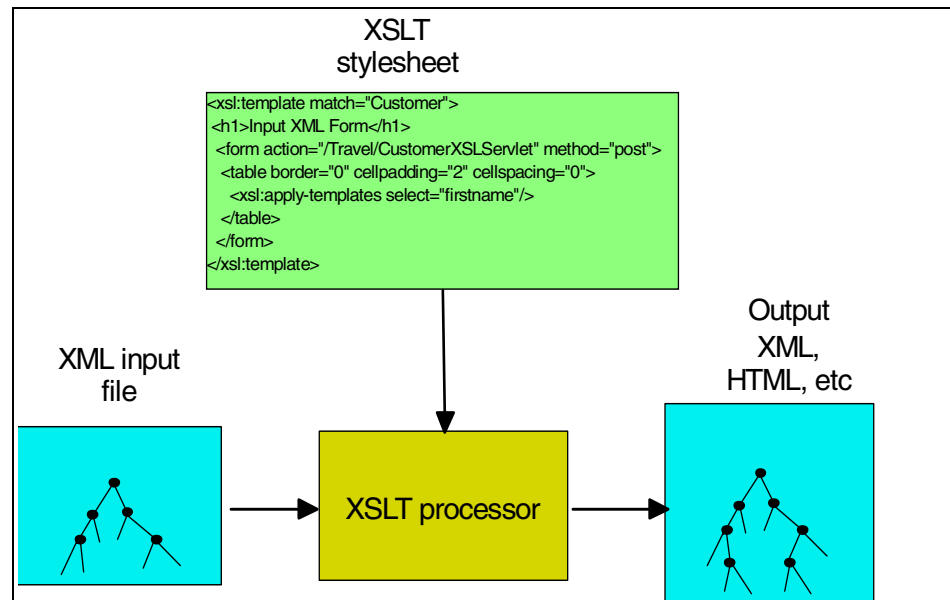 XSLT
stylesheet
<xsl:template match="Customer">
<h1>Input XML Form</h1>
<form action="/Travel/CustomerXSLServlet" method="post">
<table border="0" cellpadding="2" cellspacing="0">
<xsl:apply-templates select="firstname"/>
</table>
</form>
</xsl:template>
XML input
file
XSLT processor
Output
XML,
HTML, etc